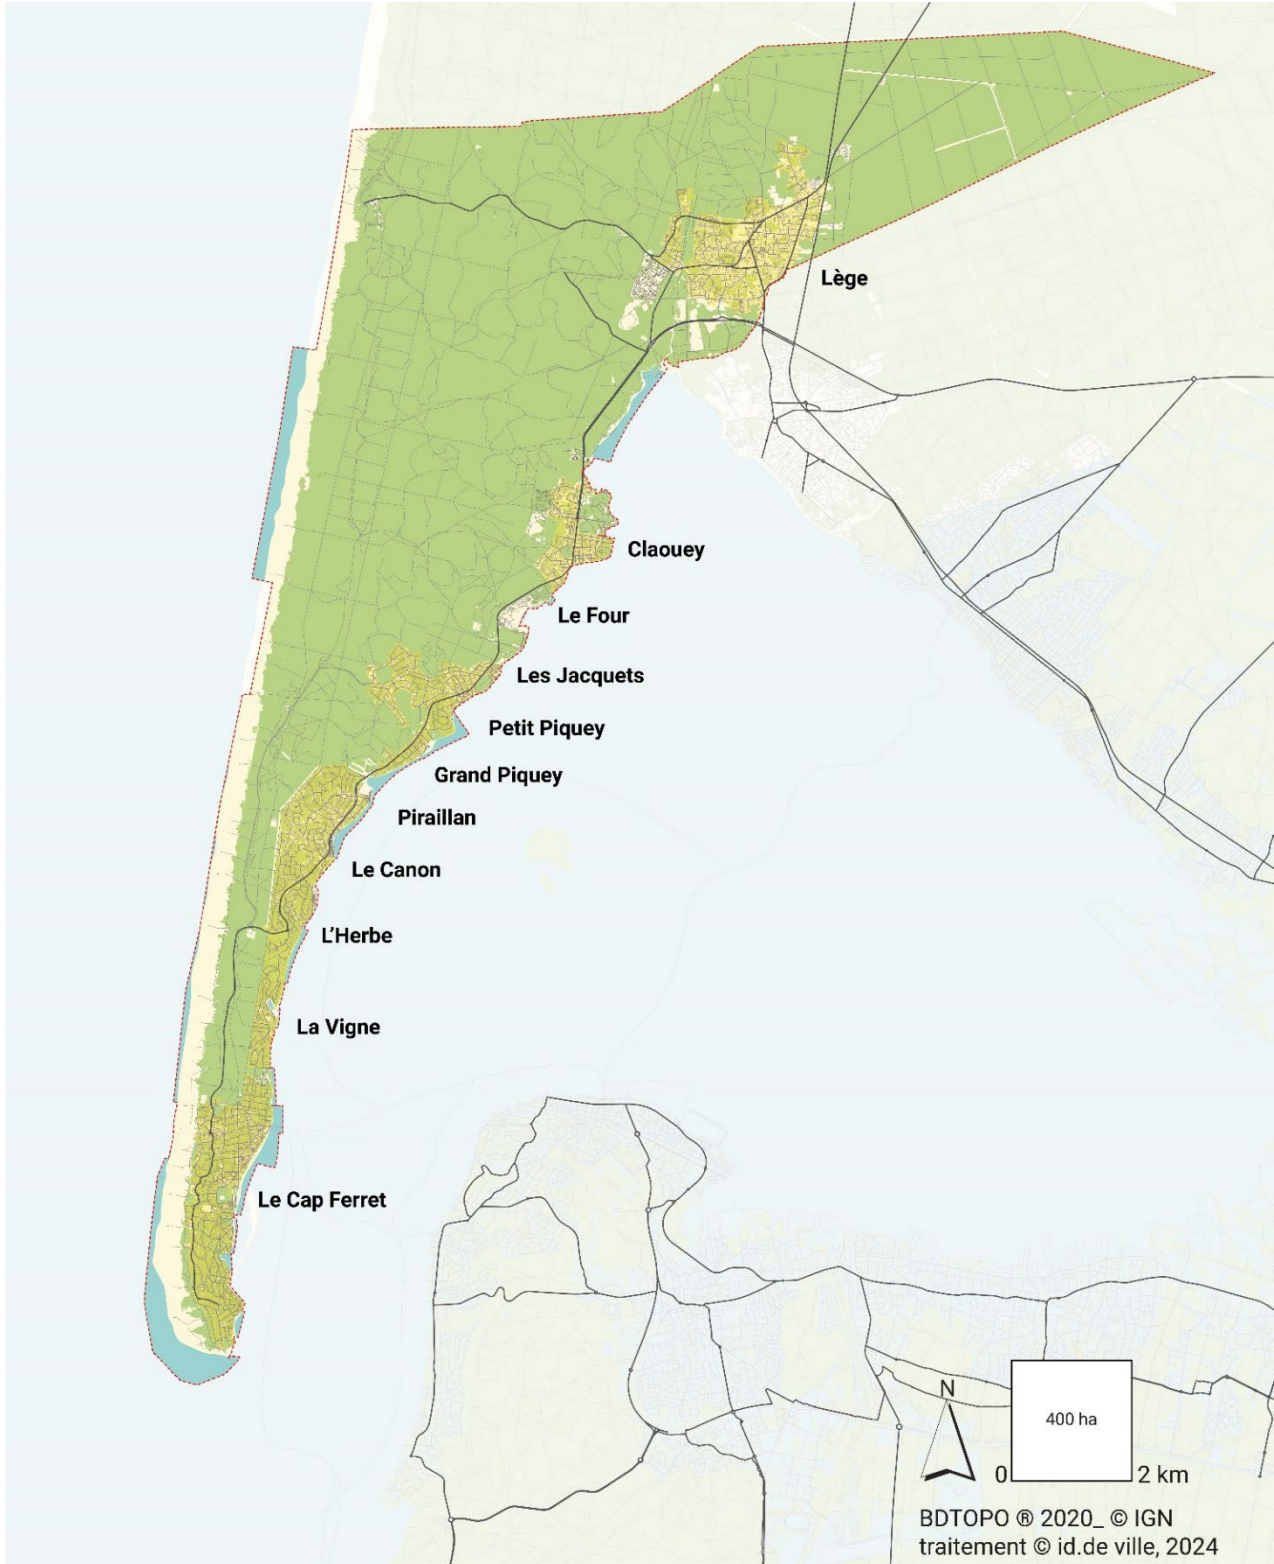 Lège
Claouey
Le Four
Les Jacquets
Petit Piquey
Grand Piquey
Piraillan
Le Canon
L'Herbe
La Vigne
Le Cap Ferret
N
400 ha
0
2 km
BDTOPO ® 2020_ © IGN
traitement © id.de ville, 2024